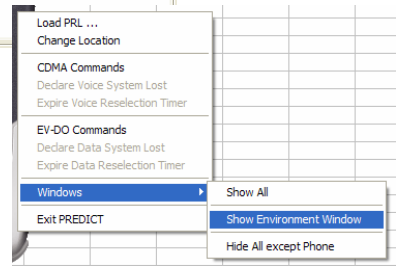 Load PRL ...
Change Location
CDMA Commands
Declare Voice System Lost
Expire Voice Reselection Timer
EV-DO Commands
Declare Data System Lost
Expire Data Reselection Timer
Windows
Show All
Show Environment Window
Hide All except Phone
Exit PREDICT